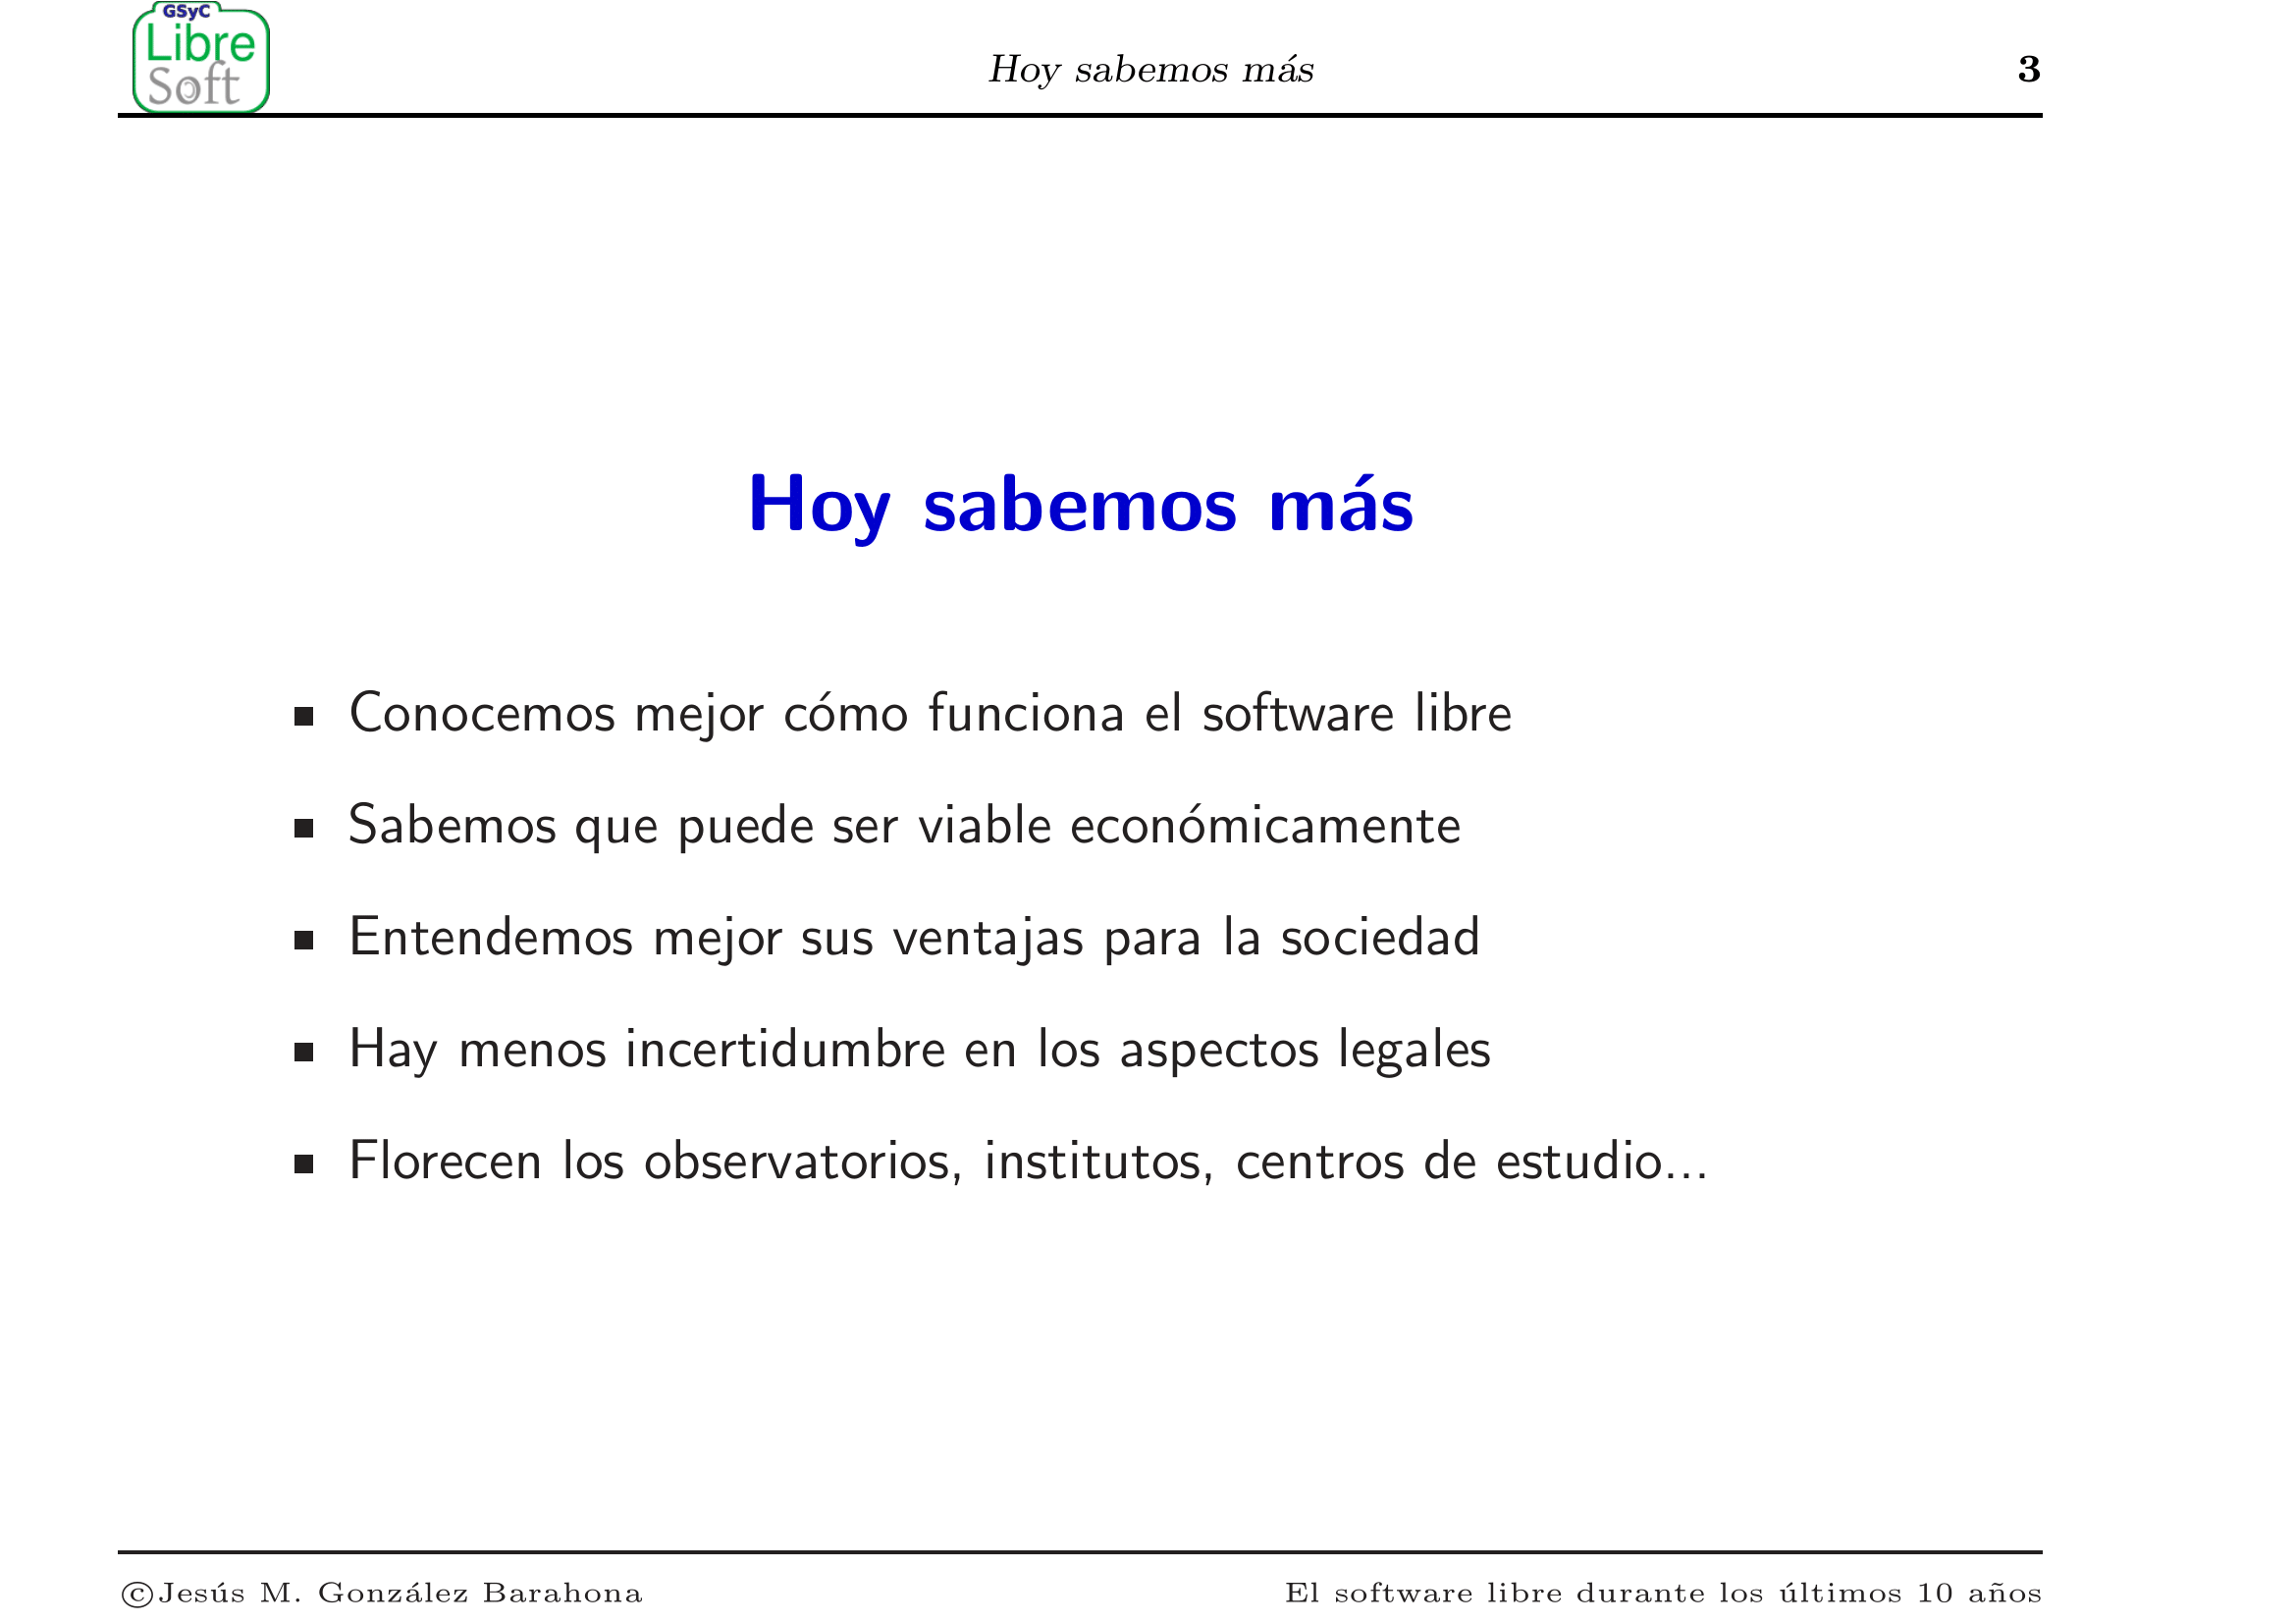 GSyC
Libre
Soft
Hoy sabemos más
3
Hoy sabemos más
▪ Conocemos mejor cómo funciona el software libre
▪ Sabemos que puede ser viable económicamente
▪ Entendemos mejor sus ventajas para la sociedad
▪ Hay menos incertidumbre en los aspectos legales
▪ Florecen los observatorios, institutos, centros de estudio...
©Jesús M. González Barahona
El software libre durante los últimos 10 años